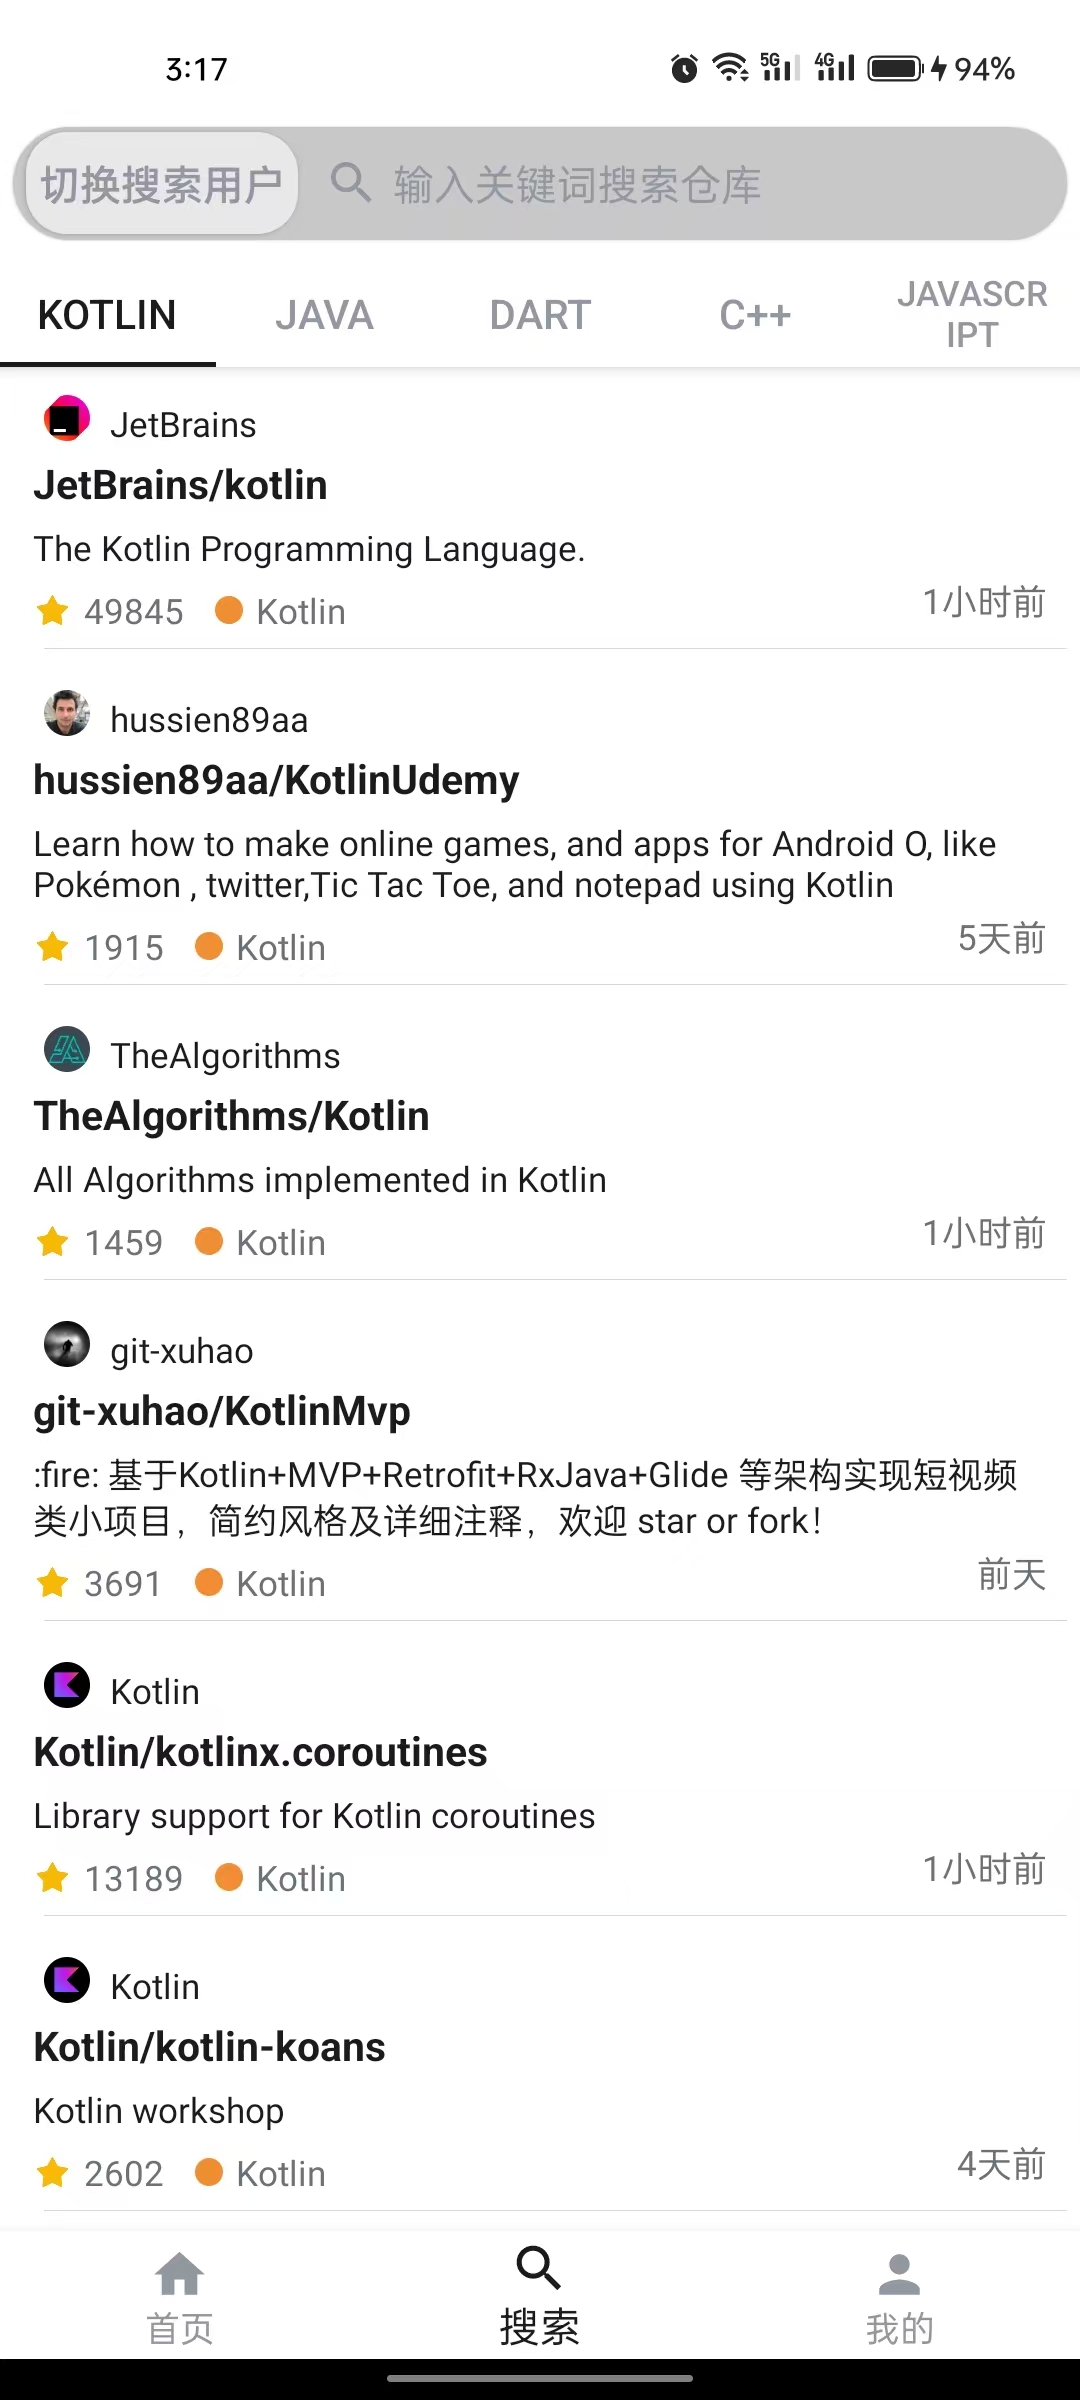 3:17
5G 4G 94%
切换搜索用户 输入关键词搜索仓库
KOTLIN JAVA DART C++ JAVASCR
IPT
JetBrains
JetBrains/kotlin
The Kotlin Programming Language.
49845 Kotlin 1小时前
hussien89aa
hussien89aa/KotlinUdemy
Learn how to make online games, and apps for Android O, like
Pokémon , twitter,Tic Tac Toe, and notepad using Kotlin
1915 Kotlin 5天前
TheAlgorithms
TheAlgorithms/Kotlin
All Algorithms implemented in Kotlin
1459 Kotlin 1小时前
git-xuhao
git-xuhao/KotlinMvp
:fire: 基于Kotlin+MVP+Retrofit+RxJava+Glide 等架构实现短视频
类小项目，简约风格及详细注释，欢迎 star or fork！
3691 Kotlin 前天
Kotlin
Kotlin/kotlinx.coroutines
Library support for Kotlin coroutines
13189 Kotlin 1小时前
Kotlin
Kotlin/kotlin-koans
Kotlin workshop
2602 Kotlin 4天前
首页 搜索 我的